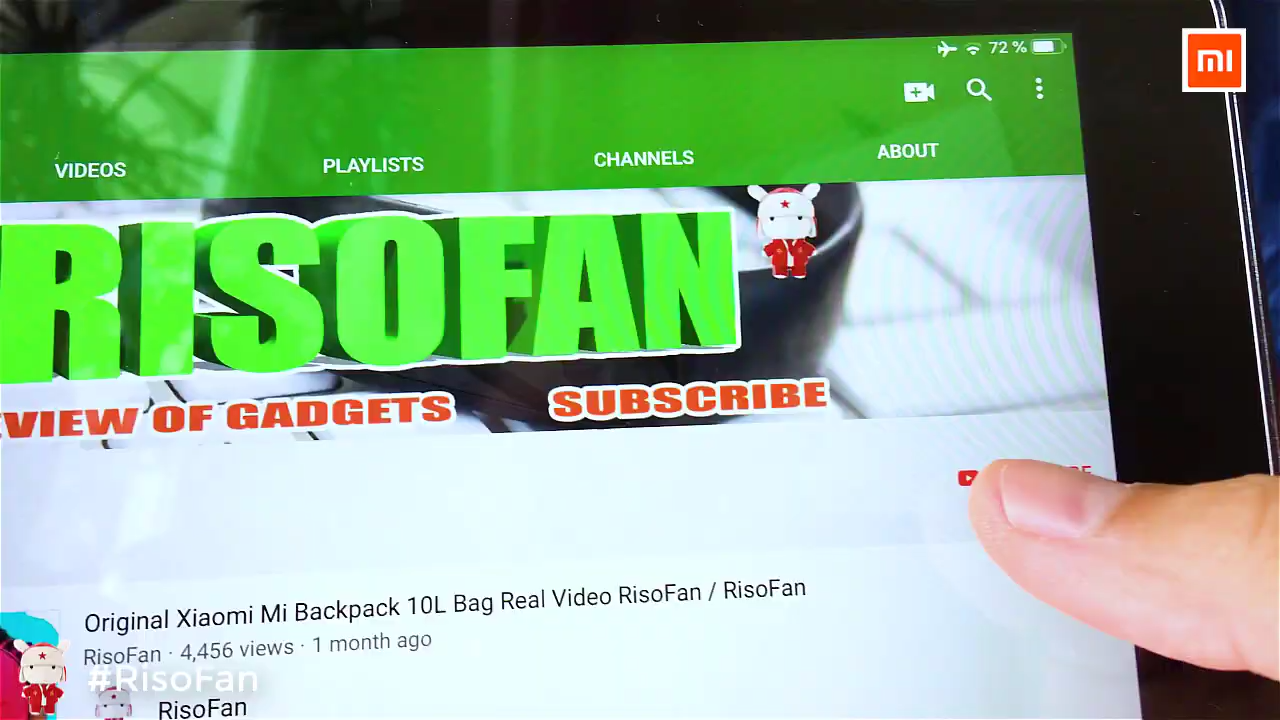 72 %
mi
VIDEOS PLAYLISTS CHANNELS ABOUT
RISOFAN
VIEW OF GADGETS SUBSCRIBE
Original Xiaomi Mi Backpack 10L Bag Real Video RisoFan / RisoFan
RisoFan · 4,456 views · 1 month ago
#RisoFan
RisoFan